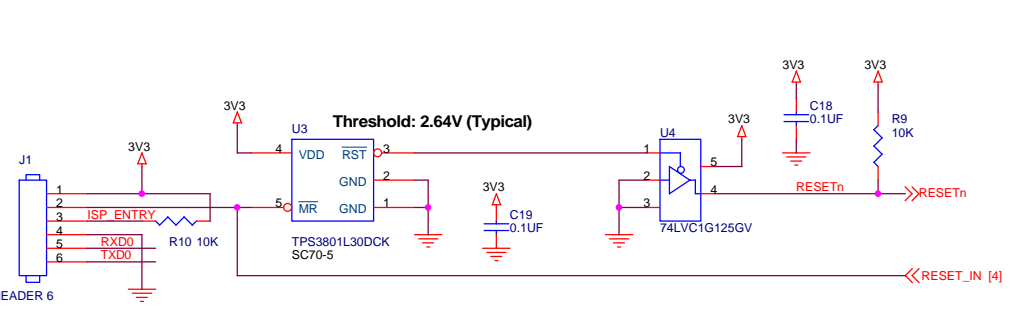 3V3
3V3
C18
0.1UF
R9
10K
3V3
Threshold: 2.64V (Typical)
U3
3V3
U4
J1
3V3
4
VDD
RST
3
1
5
GND
2
2
4
RESETn
RESETn
1
2
3
ISP_ENTRY
4
5
RXD0
6
TXD0
R10 10K
5
MR
GND
1
3V3
C19
0.1UF
3
74LVC1G125GV
TPS3801L30DCK
SC70-5
RESET_IN [4]
EADER 6